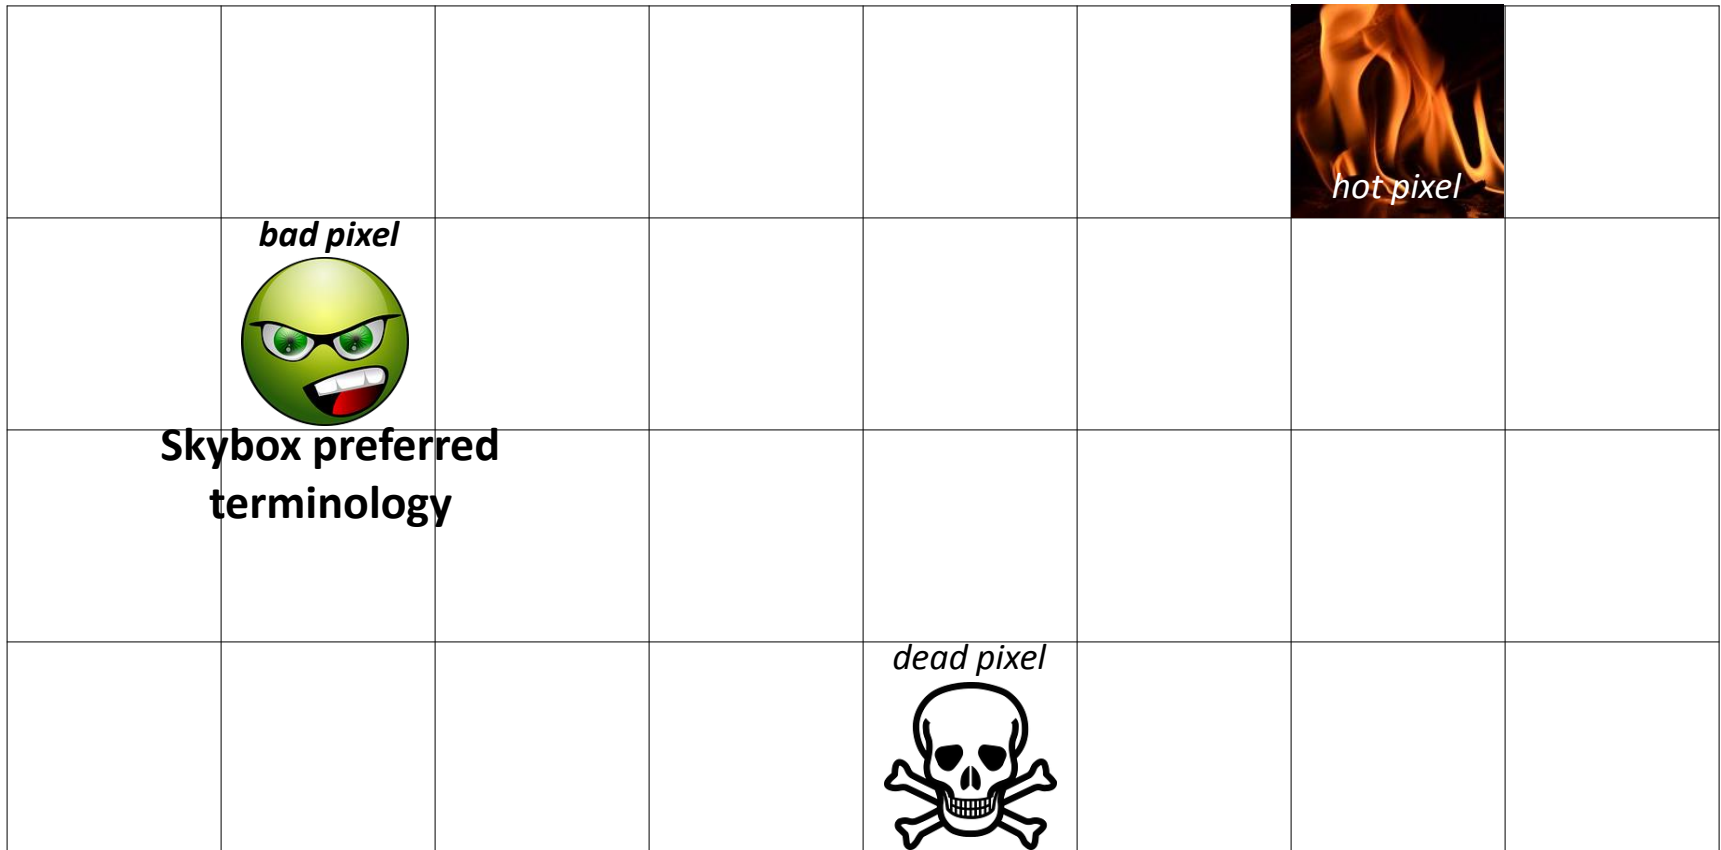 hot pixel
bad pixel
Skybox preferred
terminology
dead pixel